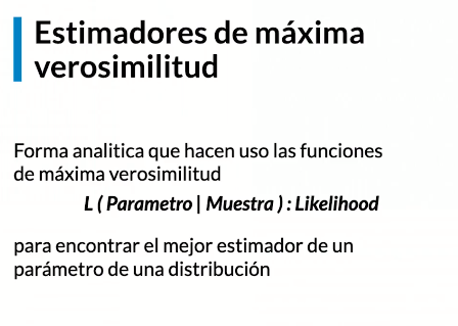 Estimadores de máxima
verosimilitud
Forma analitica que hacen uso las funciones
de máxima verosimilitud
L ( Parametro | Muestra ) : Likelihood
para encontrar el mejor estimador de un
parámetro de una distribución